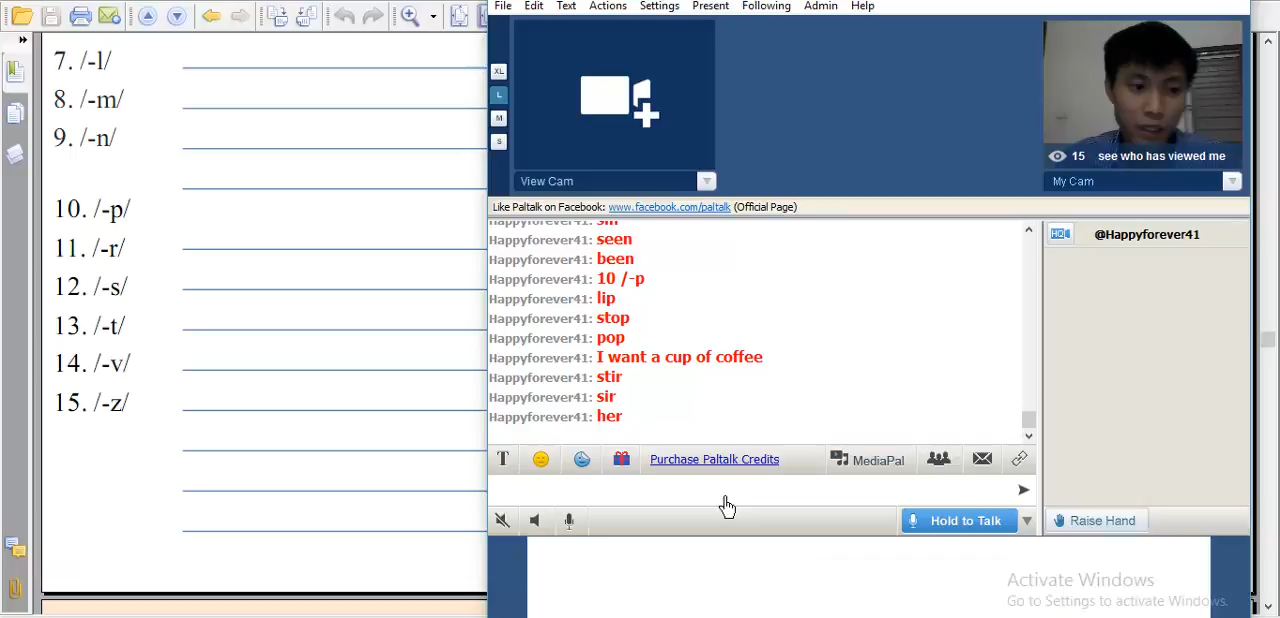 7. /-l/
8. /-m/
9. /-n/
10. /-p/
11. /-r/
12. /-s/
13. /-t/
14. /-v/
15. /-z/
File Edit Text Actions Settings Present Following Admin Help
XL
L
M
S
View Cam
15 see who has viewed me
My Cam
Like Paltalk on Facebook: www.facebook.com/paltalk (Official Page)
@Happyforever41
Happyforever41: seen
Happyforever41: been
Happyforever41: 10 /-p
Happyforever41: lip
Happyforever41: stop
Happyforever41: pop
Happyforever41: I want a cup of coffee
Happyforever41: stir
Happyforever41: sir
Happyforever41: her
T Purchase Paltalk Credits MediaPal
Hold to Talk
Raise Hand
Activate Windows
Go to Settings to activate Windows.